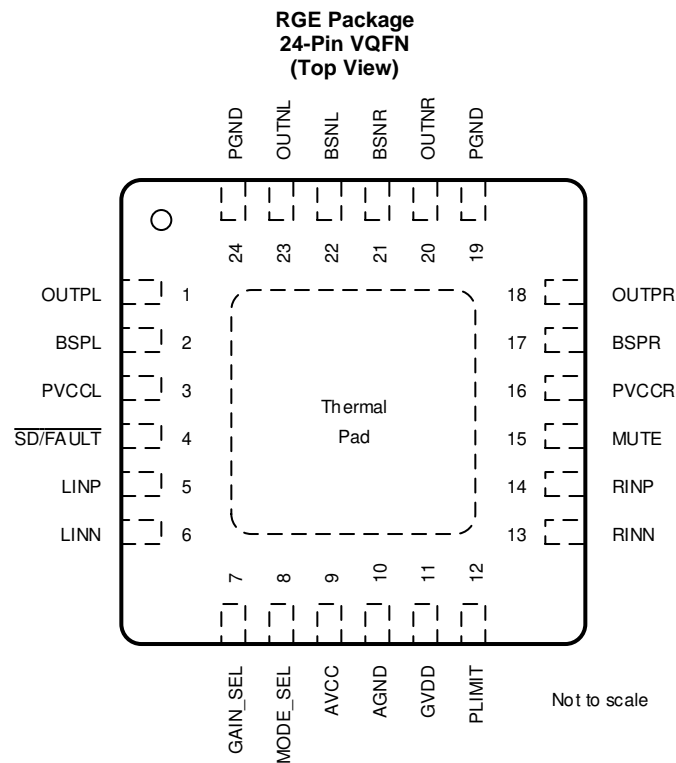 RGE Package
24-Pin VQFN
(Top View)
PGND
OUTNL
BSNL
BSNR
OUTNR
PGND
24
23
22
21
20
19
OUTPL 1
BSPL 2
PVCCL 3
SD/FAULT 4
LINP 5
LINN 6
Thermal
Pad
18 OUTPR
17 BSPR
16 PVCCR
15 MUTE
14 RINP
13 RINN
7
8
9
10
11
12
GAIN_SEL
MODE_SEL
AVCC
AGND
GVDD
PLIMIT
Not to scale